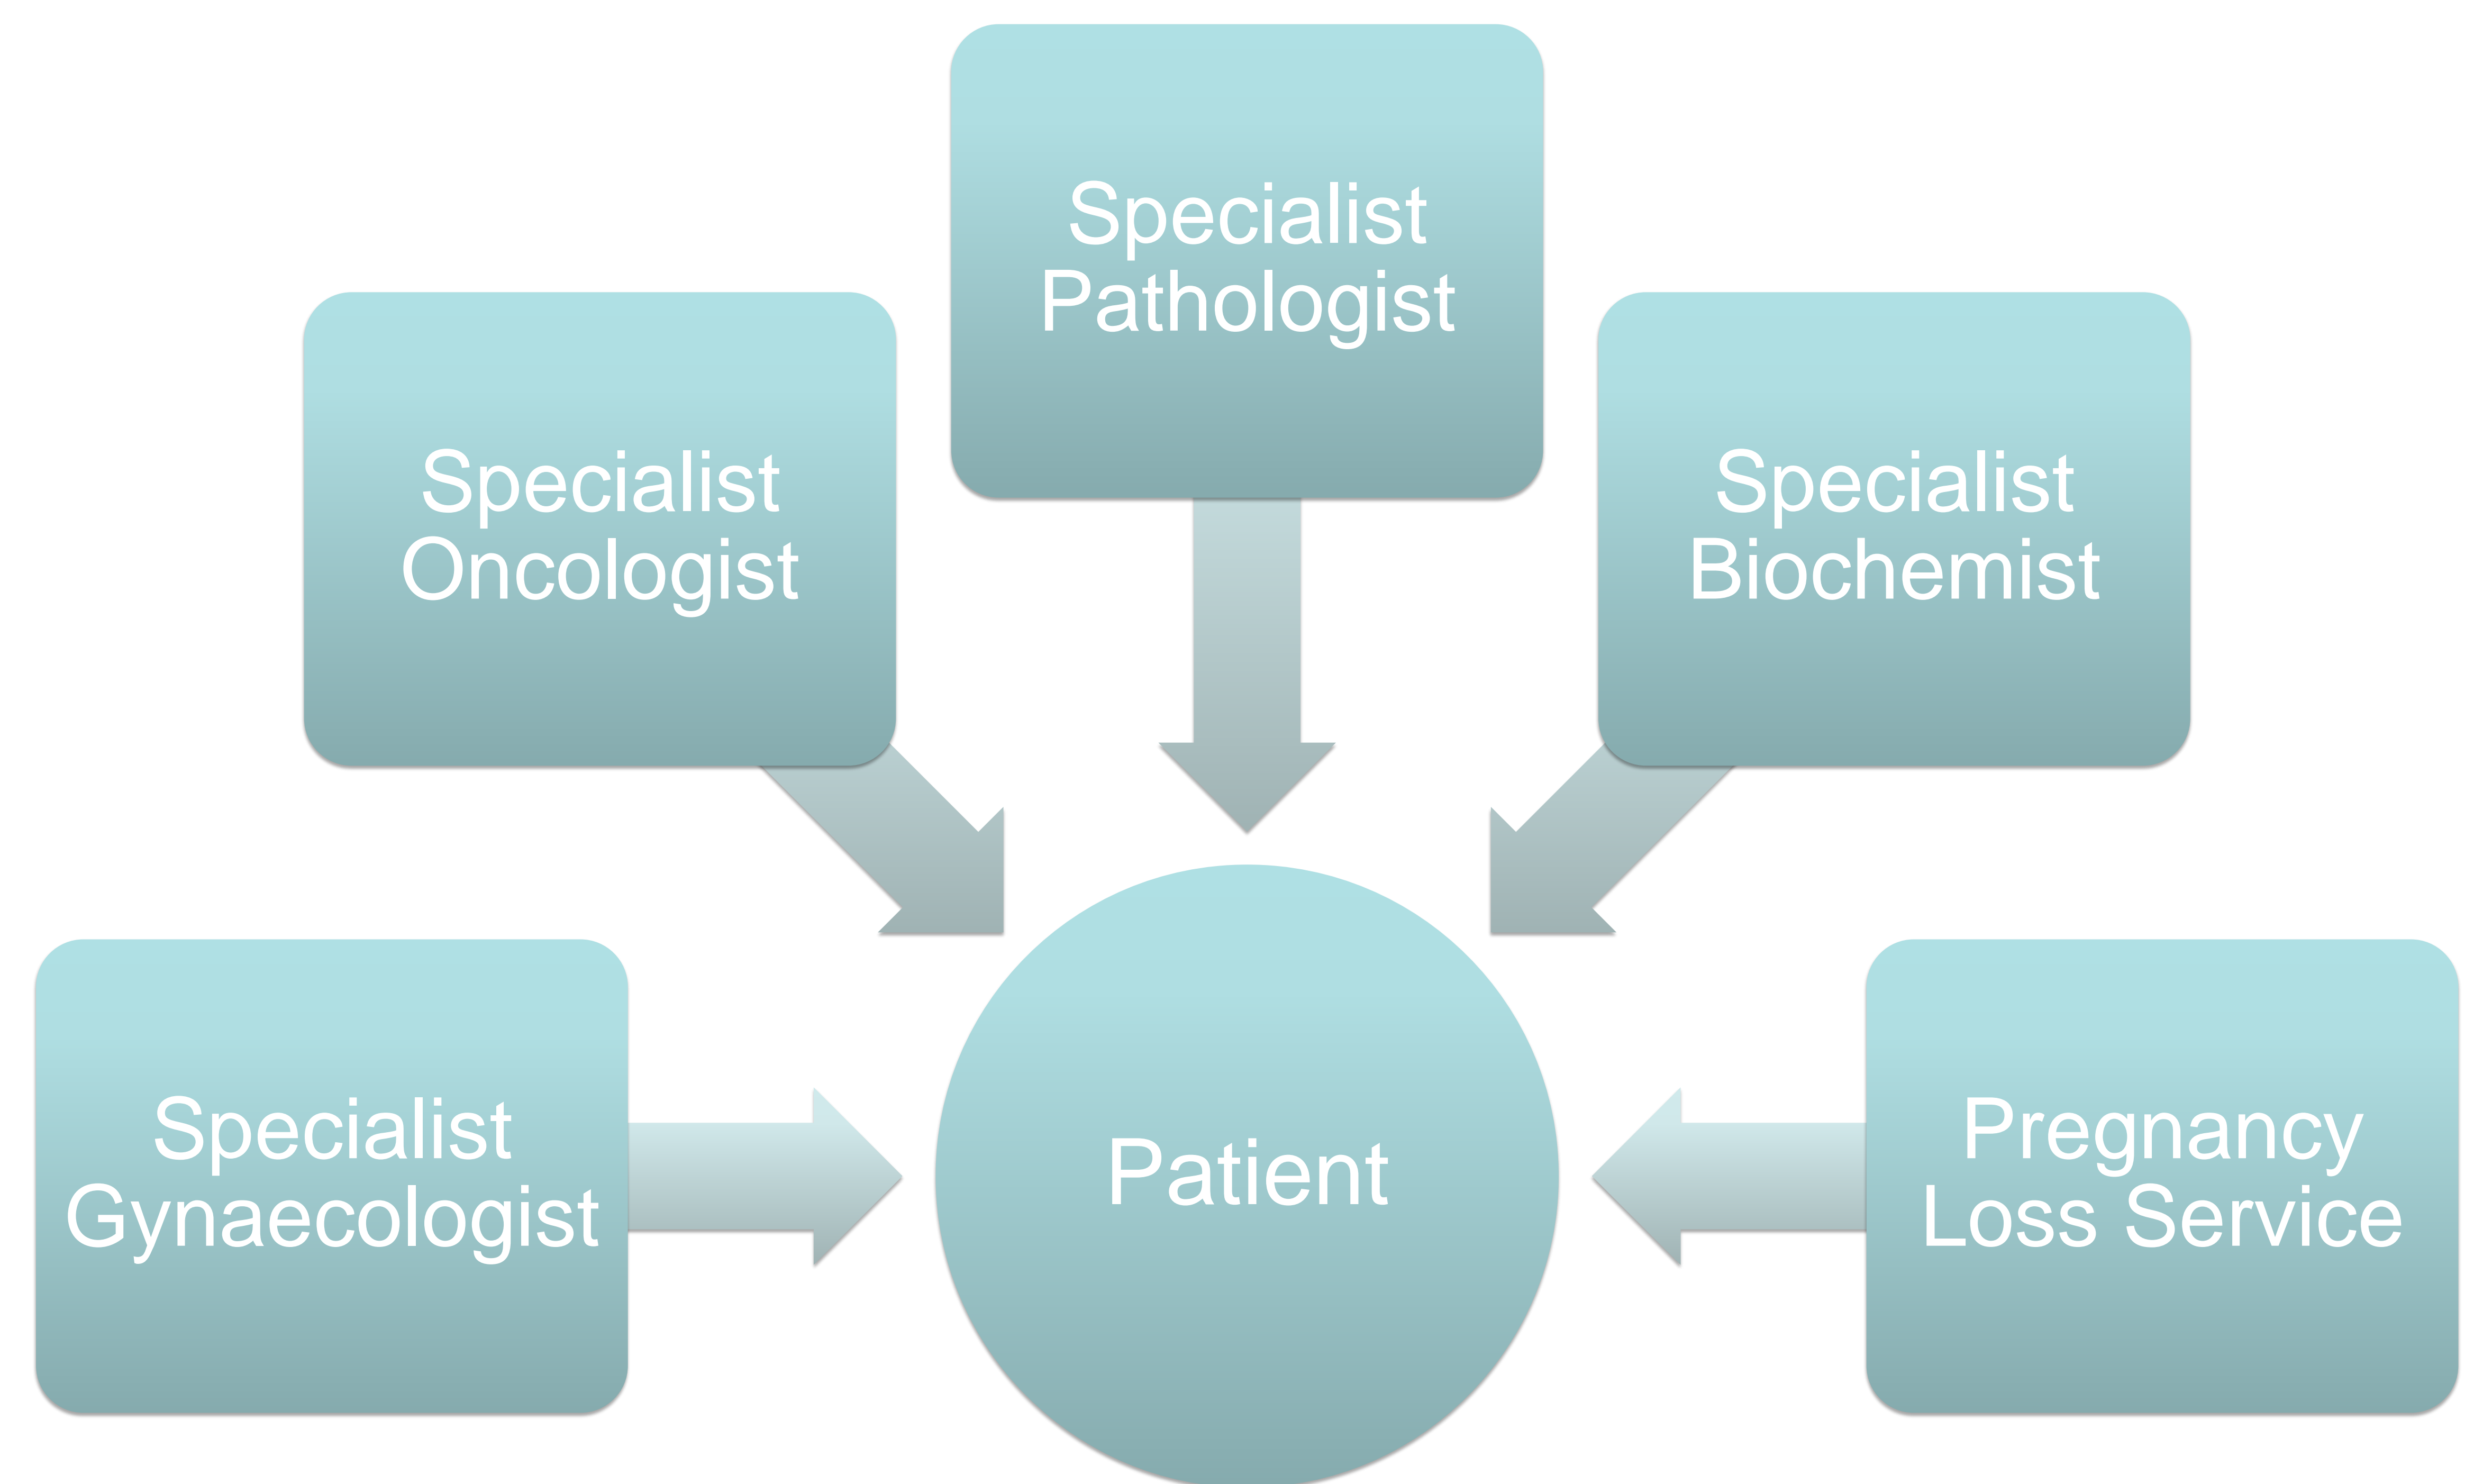 Specialist
Pathologist
Specialist
Oncologist
Specialist
Biochemist
Specialist
Gynaecologist
Patient
Pregnancy
Loss Service